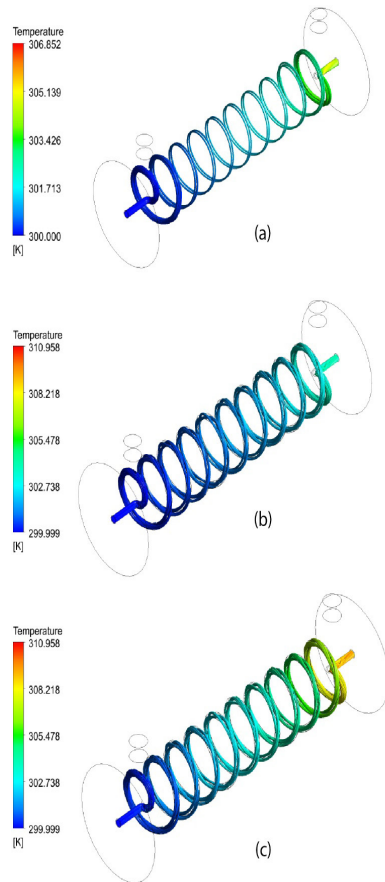 Temperature
306.852
305.139
303.426
301.713
300.000
[K]
(a)
Temperature
310.958
308.218
305.478
302.738
299.999
[K]
(b)
Temperature
310.958
308.218
305.478
302.738
299.999
[K]
(c)